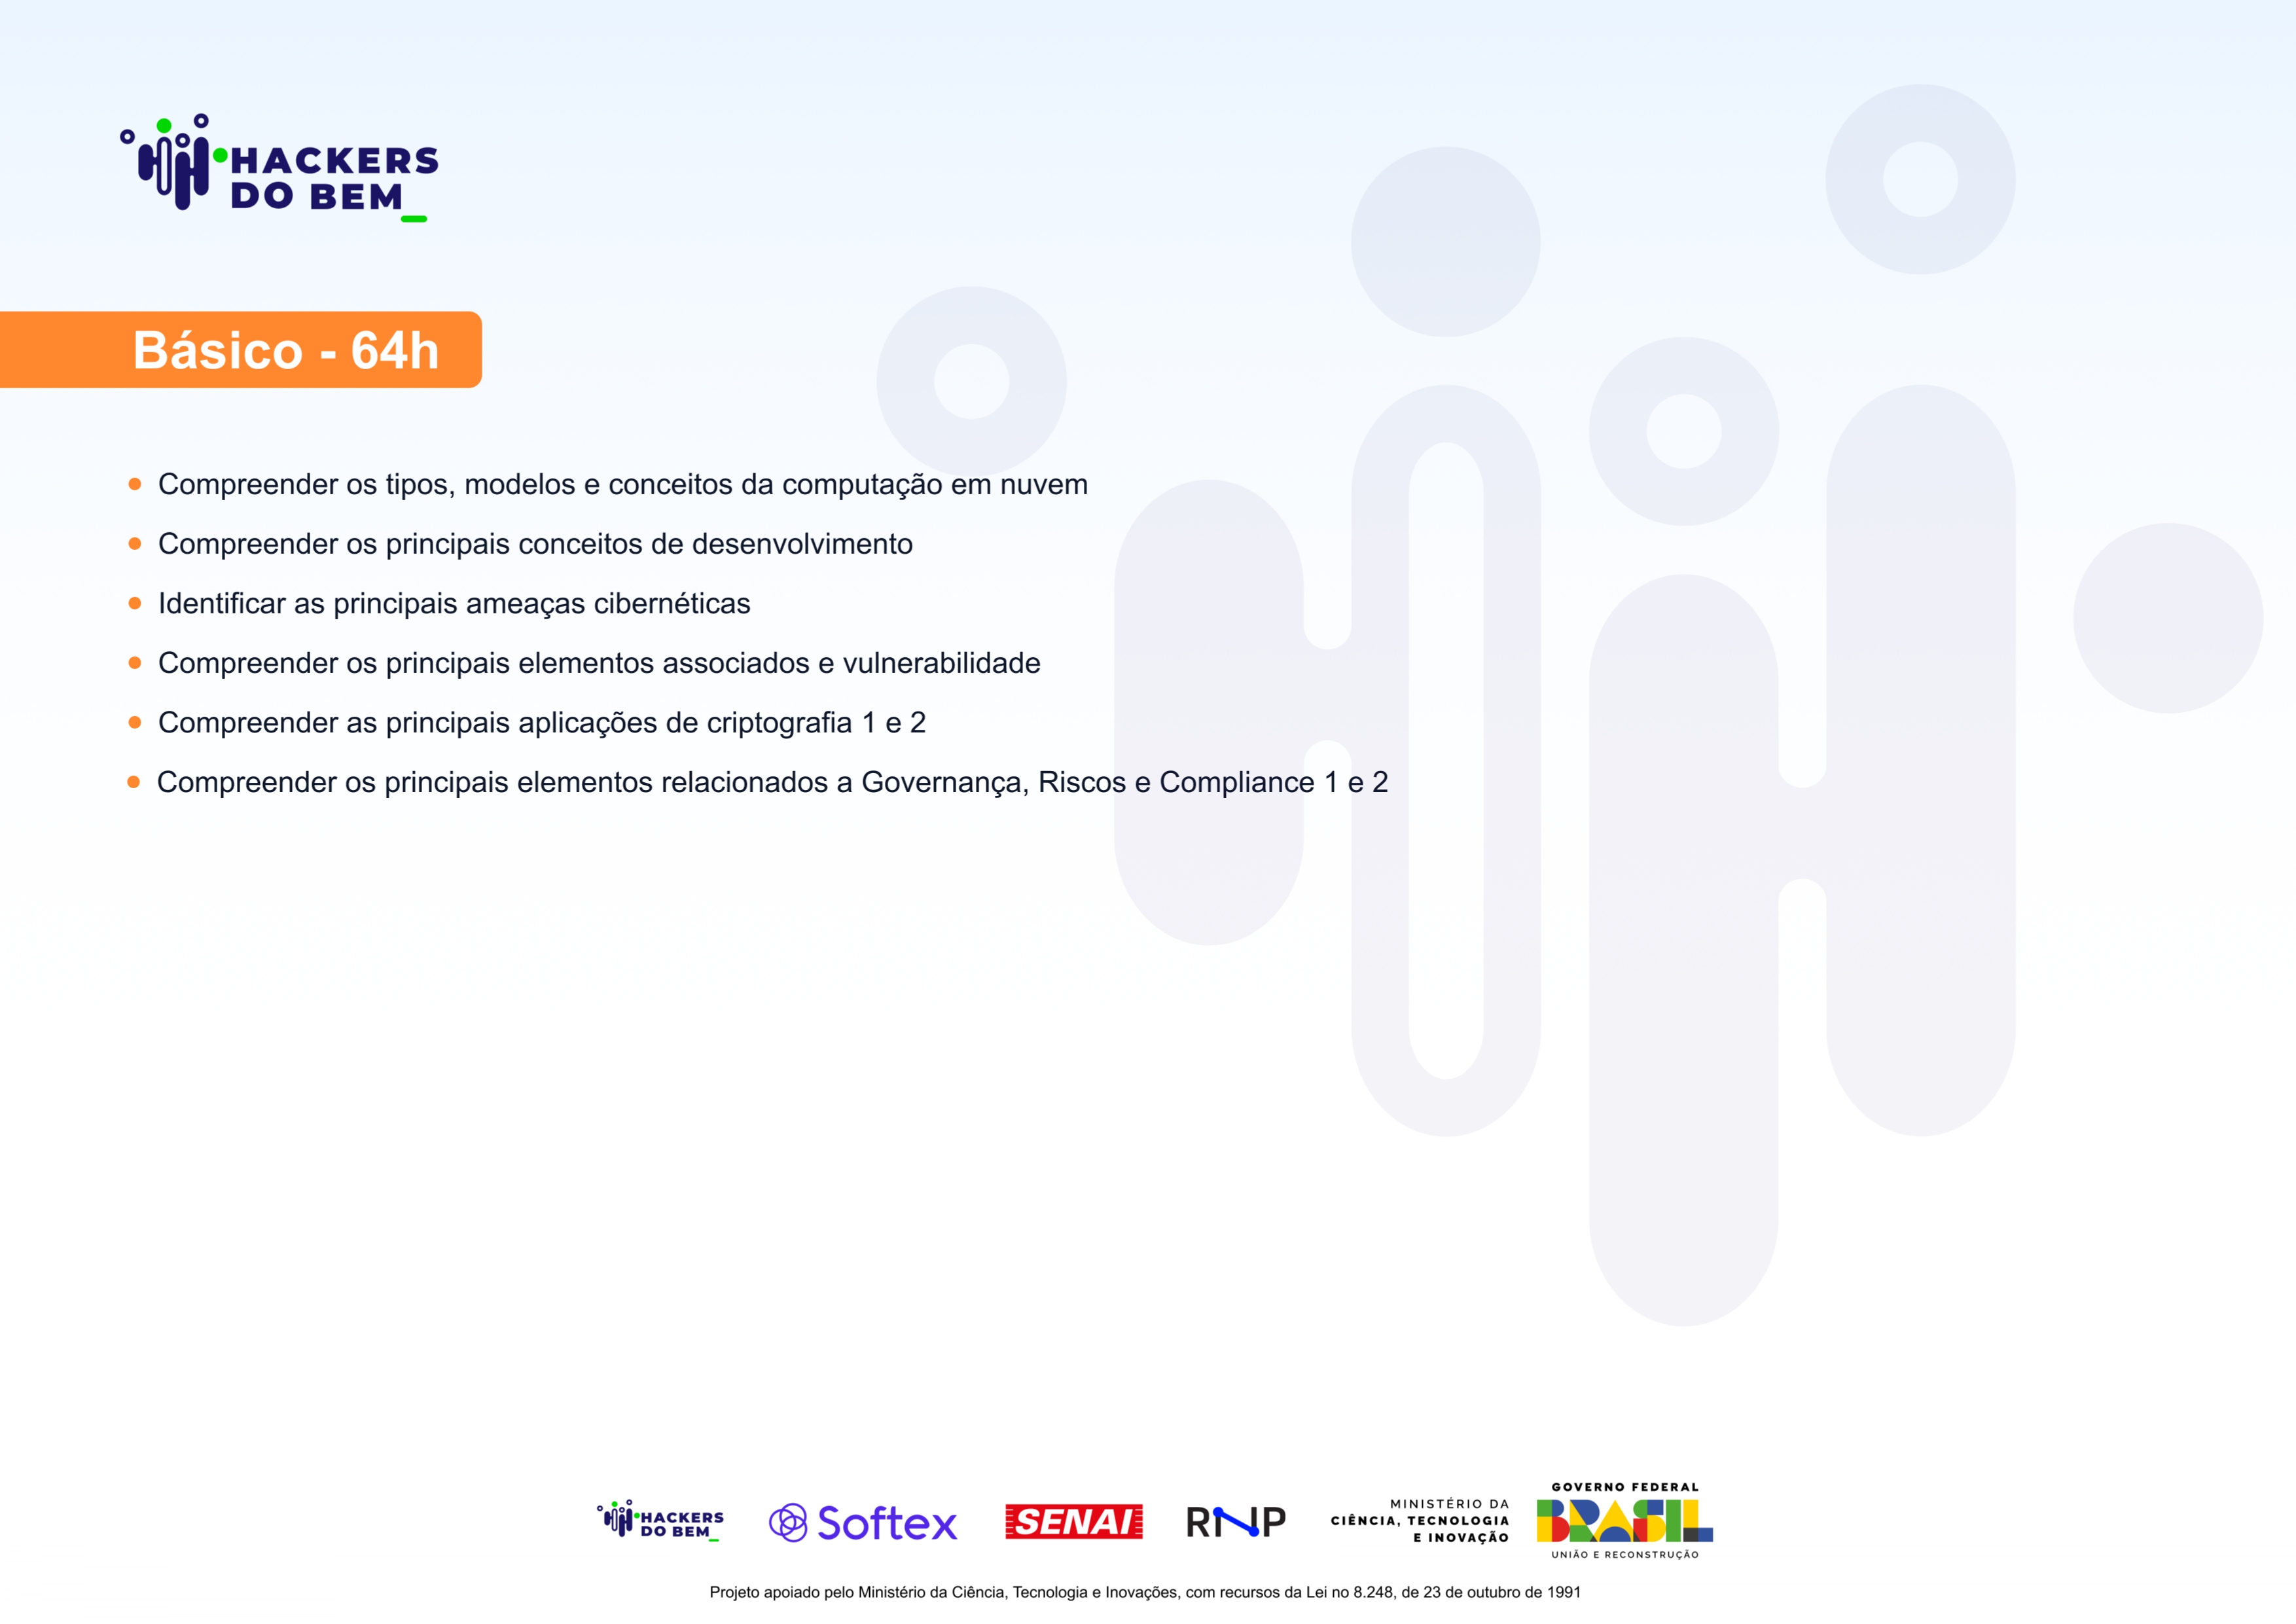 HACKERS
DO BEM_
Básico - 64h
Compreender os tipos, modelos e conceitos da computação em nuvem
Compreender os principais conceitos de desenvolvimento
Identificar as principais ameaças cibernéticas
Compreender os principais elementos associados e vulnerabilidade
Compreender as principais aplicações de criptografia 1 e 2
Compreender os principais elementos relacionados a Governança, Riscos e Compliance 1 e 2
HACKERS
DO BEM_
Softex
SENAI
RNP
MINISTÉRIO DA
CIÊNCIA, TECNOLOGIA
E INOVAÇÃO
GOVERNO FEDERAL
BRASIL
UNIÃO E RECONSTRUÇÃO
Projeto apoiado pelo Ministério da Ciência, Tecnologia e Inovações, com recursos da Lei no 8.248, de 23 de outubro de 1991